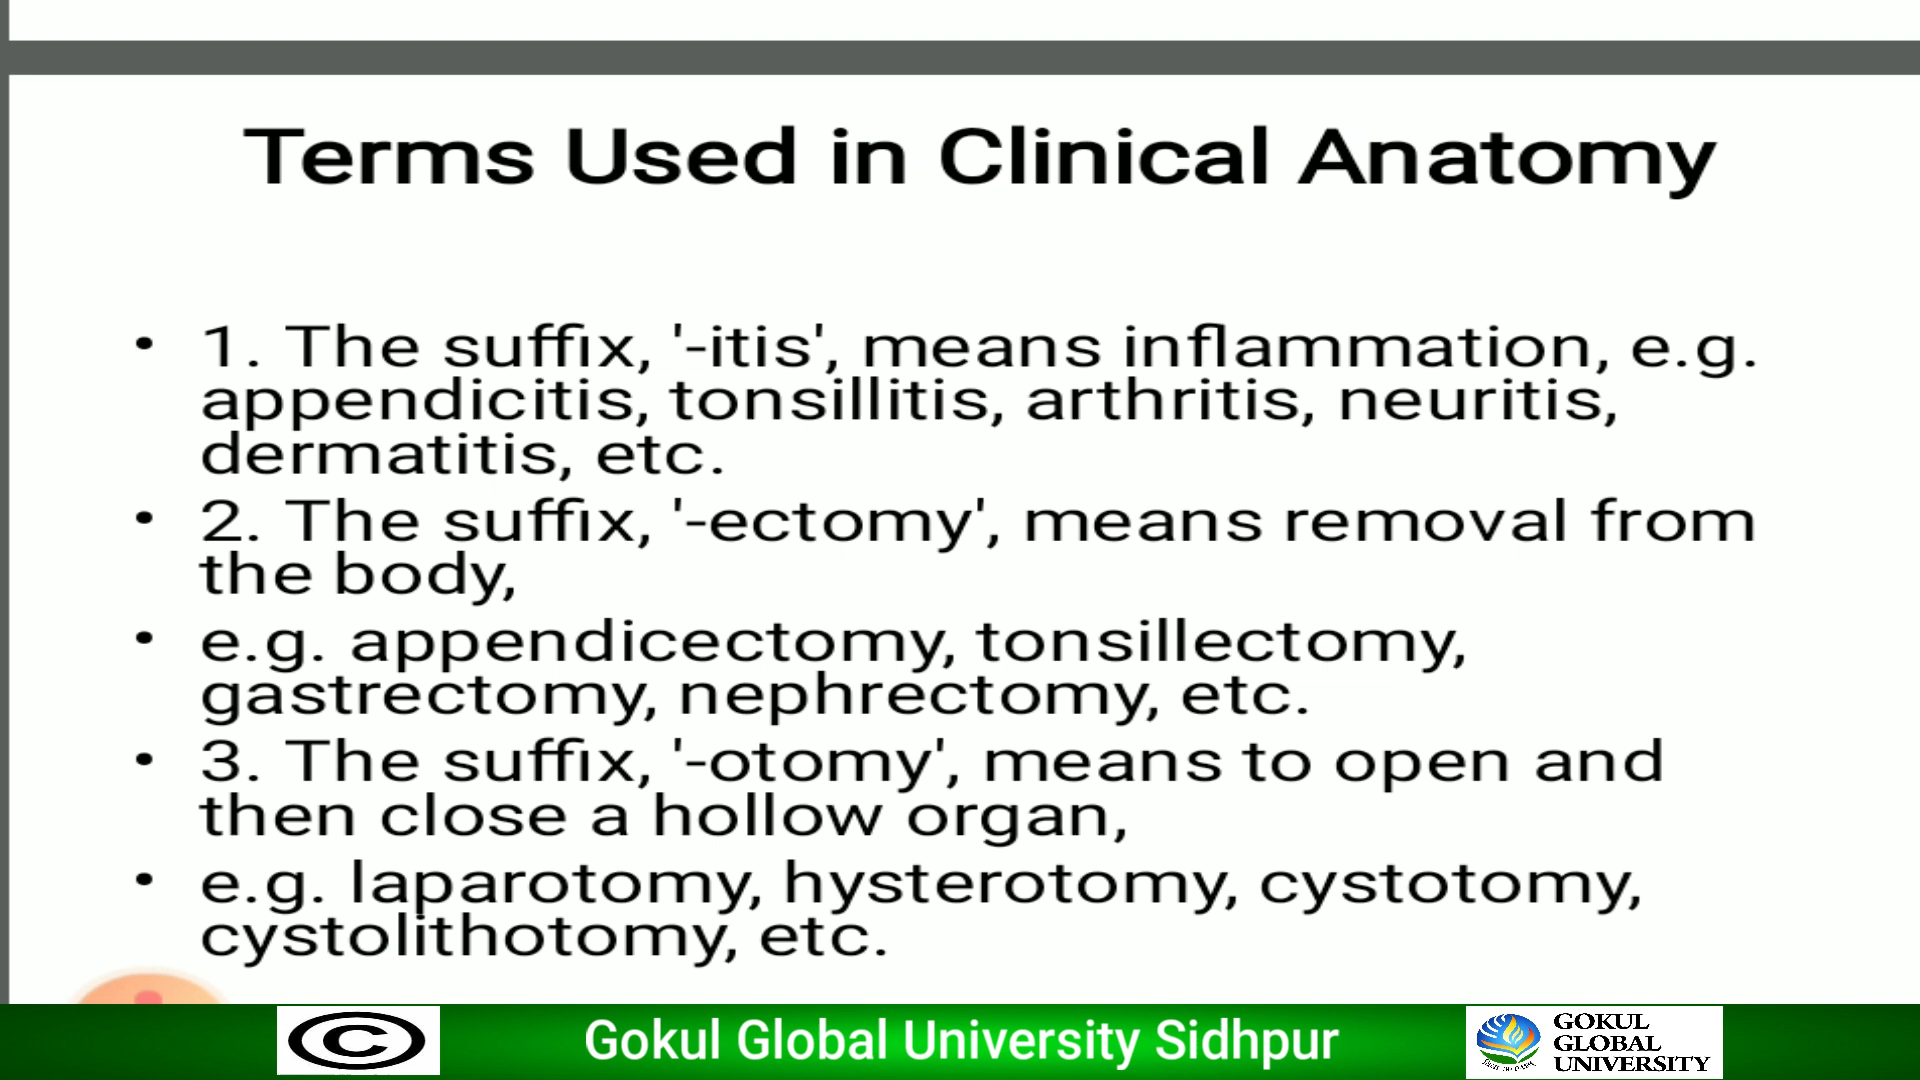 Terms Used in Clinical Anatomy
• 1. The suffix, '-itis', means inflammation, e.g.
appendicitis, tonsillitis, arthritis, neuritis,
dermatitis, etc.
• 2. The suffix, '-ectomy', means removal from
the body,
• e.g. appendicectomy, tonsillectomy,
gastrectomy, nephrectomy, etc.
• 3. The suffix, '-otomy', means to open and
then close a hollow organ,
• e.g. laparotomy, hysterotomy, cystotomy,
cystolithotomy, etc.
©
Gokul Global University Sidhpur
GOKUL
GLOBAL
UNIVERSITY